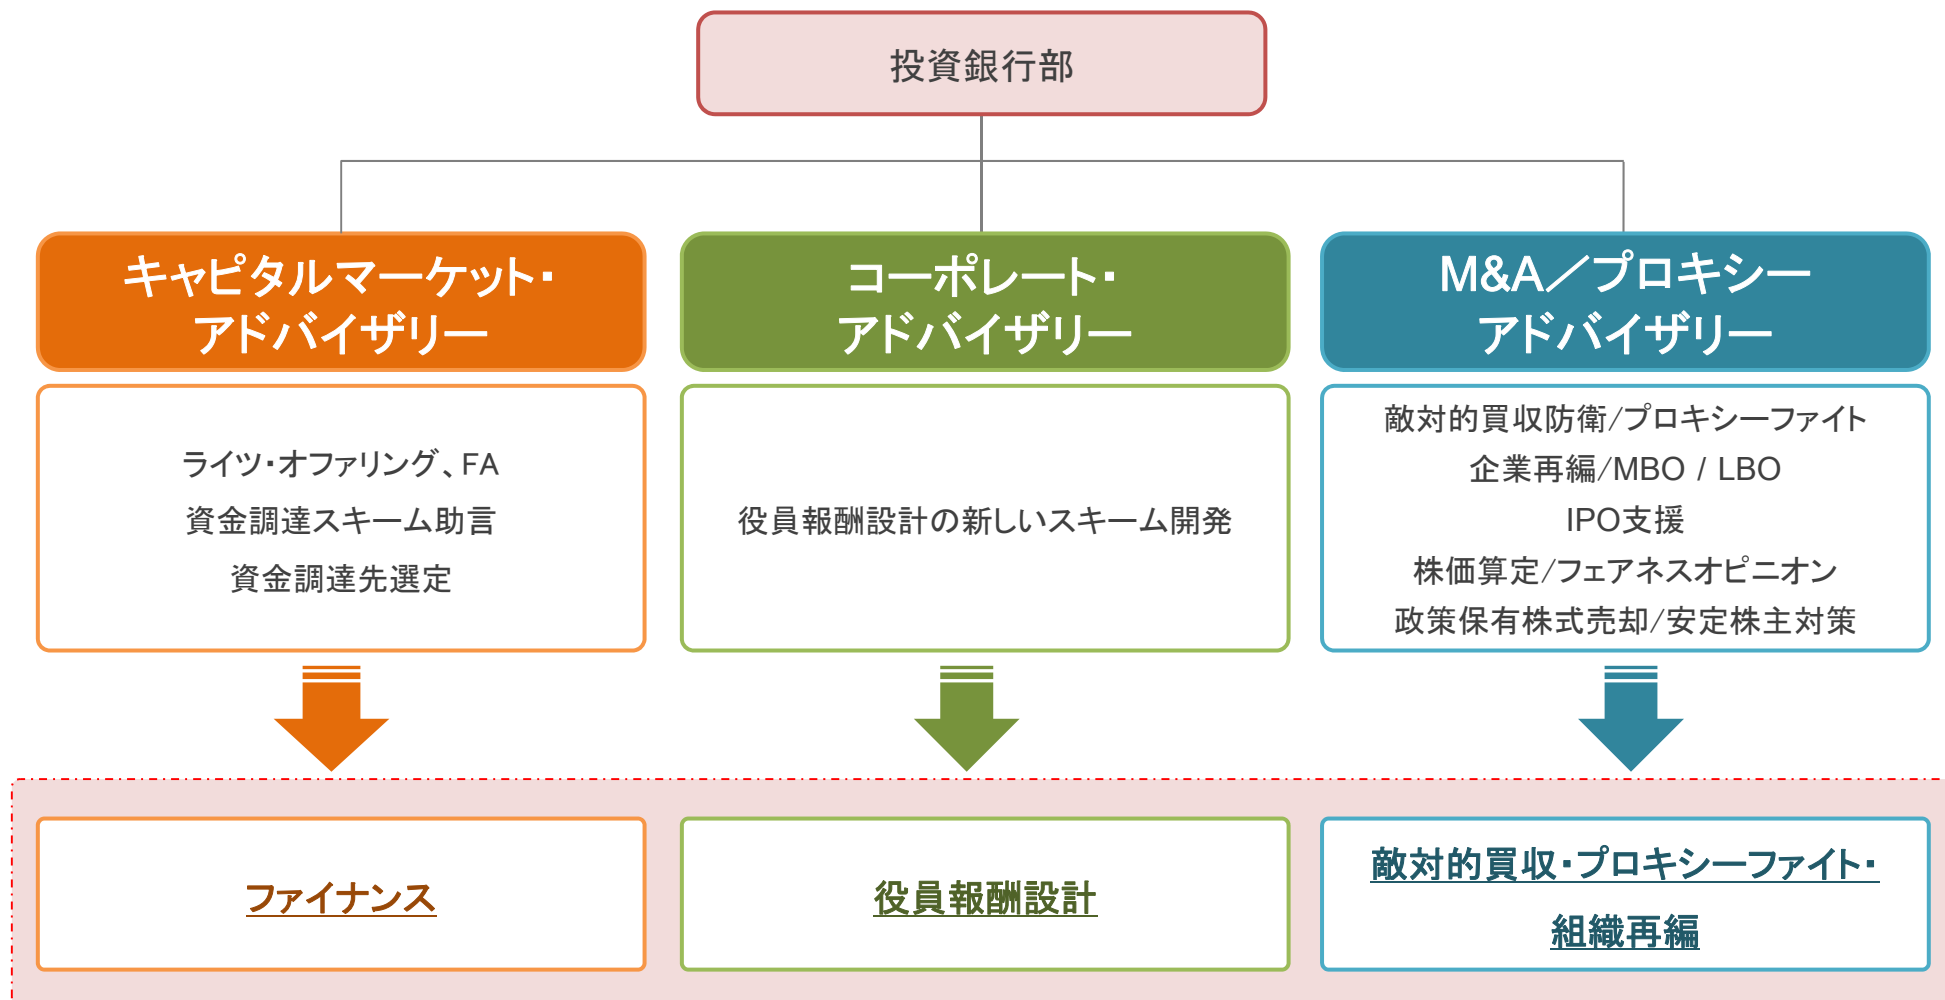 投資銀行部
キャピタルマーケット・
アドバイザリー
ライツ・オファリング、FA
資金調達スキーム助言
資金調達先選定
コーポレート・
アドバイザリー
役員報酬設計の新しいスキーム開発
M&A／プロキシー
アドバイザリー
敵対的買収防衛/プロキシーファイト
企業再編/MBO / LBO
IPO支援
株価算定/フェアネスオピニオン
政策保有株式売却/安定株主対策
ファイナンス
役員報酬設計
敵対的買収・プロキシーファイト・
組織再編